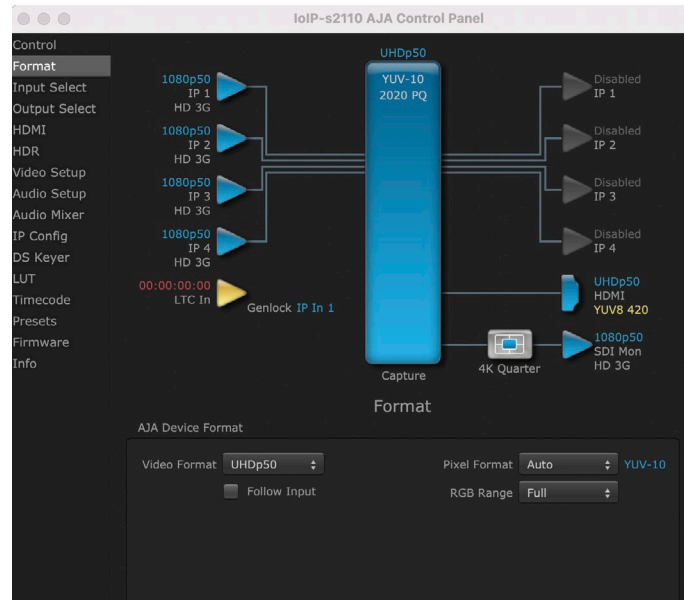 IoIP-s2110 AJA Control Panel
Control
Format
Input Select
Output Select
HDMI
HDR
Video Setup
Audio Setup
Audio Mixer
IP Config
DS Keyer
LUT
Timecode
Presets
Firmware
Info
1080p50
IP 1
HD 3G
1080p50
IP 2
HD 3G
1080p50
IP 3
HD 3G
1080p50
IP 4
HD 3G
00:00:00:00
LTC In
Genlock IP In 1
UHDp50
YUV-10
2020 PQ
Capture
Disabled
IP 1
Disabled
IP 2
Disabled
IP 3
Disabled
IP 4
UHDp50
HDMI
YUV8 420
4K Quarter
1080p50
SDI Mon
HD 3G
Format
AJA Device Format
Video Format UHDp50
Follow Input
Pixel Format Auto YUV-10
RGB Range Full